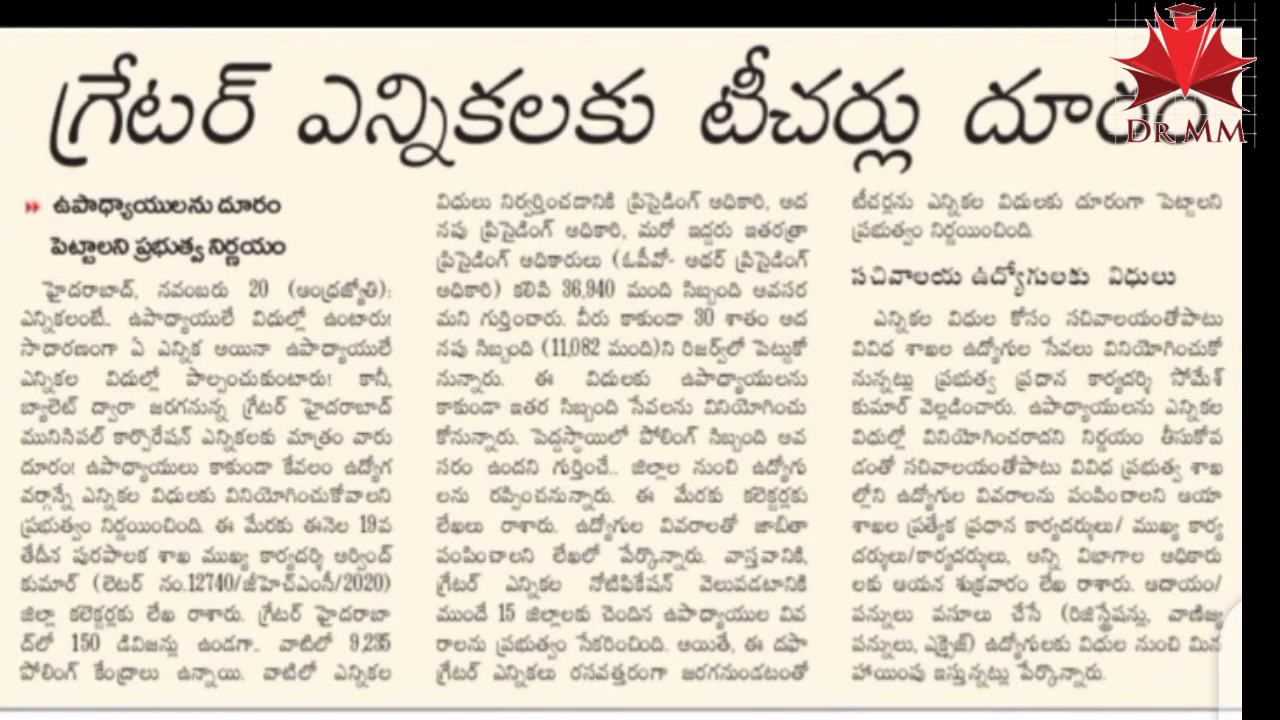 గ్రేటర్ ఎన్నికలకు టీచర్లు దూరం
DR MM
ఉపాధ్యాయులను దూరం
పెట్టాలని ప్రభుత్వ నిర్ణయం
హైదరాబాద్, నవంబరు 20 (ఆంధ్రజ్యోతి):
ఎన్నికలంటే.. ఉపాధ్యాయులే విధుల్లో ఉంటారు!
సాధారణంగా ఏ ఎన్నిక అయినా ఉపాధ్యాయులే
ఎన్నికల విధుల్లో పాల్పంచుకుంటారు! కానీ,
బ్యాలెట్ ద్వారా జరగనున్న గ్రేటర్ హైదరాబాద్
మునిసిపల్ కార్పొరేషన్ ఎన్నికలకు మాత్రం వారు
దూరం! ఉపాధ్యాయులు కాకుండా కేవలం ఉద్యోగ
వర్గాన్నే ఎన్నికల విధులకు వినియోగించుకోవాలని
ప్రభుత్వం నిర్ణయించింది. ఈ మేరకు ఈనెల 19వ
తేదీన పురపాలక శాఖ ముఖ్య కార్యదర్శి అర్వింద్
కుమార్ (లెటర్ నం.12740/జీహెచ్ఎంసీ/2020)
జిల్లా కలెక్టర్లకు లేఖ రాశారు. గ్రేటర్ హైదరాబా
ద్‌లో 150 డివిజన్లు ఉండగా.. వాటిలో 9,235
పోలింగ్ కేంద్రాలు ఉన్నాయి. వాటిలో ఎన్నికల
విధులు నిర్వర్తించడానికి ప్రిసైడింగ్ అధికారి, అద
నపు ప్రిసైడింగ్ అధికారి, మరో ఇద్దరు ఇతరత్రా
ప్రిసైడింగ్ అధికారులు (ఓపీవో- అథర్ ప్రిసైడింగ్
అధికారి) కలిపి 36,940 మంది సిబ్బంది అవసర
మని గుర్తించారు. వీరు కాకుండా 30 శాతం అద
నపు సిబ్బంది (11,082 మంది)ని రిజర్వ్‌లో పెట్టుకో
నున్నారు. ఈ విధులకు ఉపాధ్యాయులను
కాకుండా ఇతర సిబ్బంది సేవలను వినియోగించు
కోనున్నారు. పెద్దస్థాయిలో పోలింగ్ సిబ్బంది అవ
సరం ఉందని గుర్తించే.. జిల్లాల నుంచి ఉద్యోగు
లను రప్పించనున్నారు. ఈ మేరకు కలెక్టర్లకు
లేఖలు రాశారు. ఉద్యోగుల వివరాలతో జాబితా
పంపించాలని లేఖలో పేర్కొన్నారు. వాస్తవానికి,
గ్రేటర్ ఎన్నికల నోటిఫికేషన్ వెలువడటానికి
ముందే 15 జిల్లాలకు చెందిన ఉపాధ్యాయుల వివ
రాలను ప్రభుత్వం సేకరించింది. అయితే, ఈ దఫా
గ్రేటర్ ఎన్నికలు రసవత్తరంగా జరగనుండటంతో
టీచర్లను ఎన్నికల విధులకు దూరంగా పెట్టాలని
ప్రభుత్వం నిర్ణయించింది.
సచివాలయ ఉద్యోగులకు విధులు
ఎన్నికల విధుల కోసం సచివాలయంతోపాటు
వివిధ శాఖల ఉద్యోగుల సేవలు వినియోగించుకో
నున్నట్లు ప్రభుత్వ ప్రధాన కార్యదర్శి సోమేశ్
కుమార్ వెల్లడించారు. ఉపాధ్యాయులను ఎన్నికల
విధుల్లో వినియోగించరాదని నిర్ణయం తీసుకోవ
డంతో సచివాలయంతోపాటు వివిధ ప్రభుత్వ శాఖ
ల్లోని ఉద్యోగుల వివరాలను పంపించాలని ఆయా
శాఖల ప్రత్యేక ప్రధాన కార్యదర్శులు/ ముఖ్య కార్య
దర్శులు/కార్యదర్శులు, అన్ని విభాగాల అధికారు
లకు ఆయన శుక్రవారం లేఖ రాశారు. ఆదాయం/
పన్నులు వసూలు చేసే (రిజిస్ట్రేషన్లు, వాణిజ్య
పన్నులు, ఎక్సైజ్) ఉద్యోగులకు విధుల నుంచి మిన
హాయింపు ఇస్తున్నట్లు పేర్కొన్నారు.